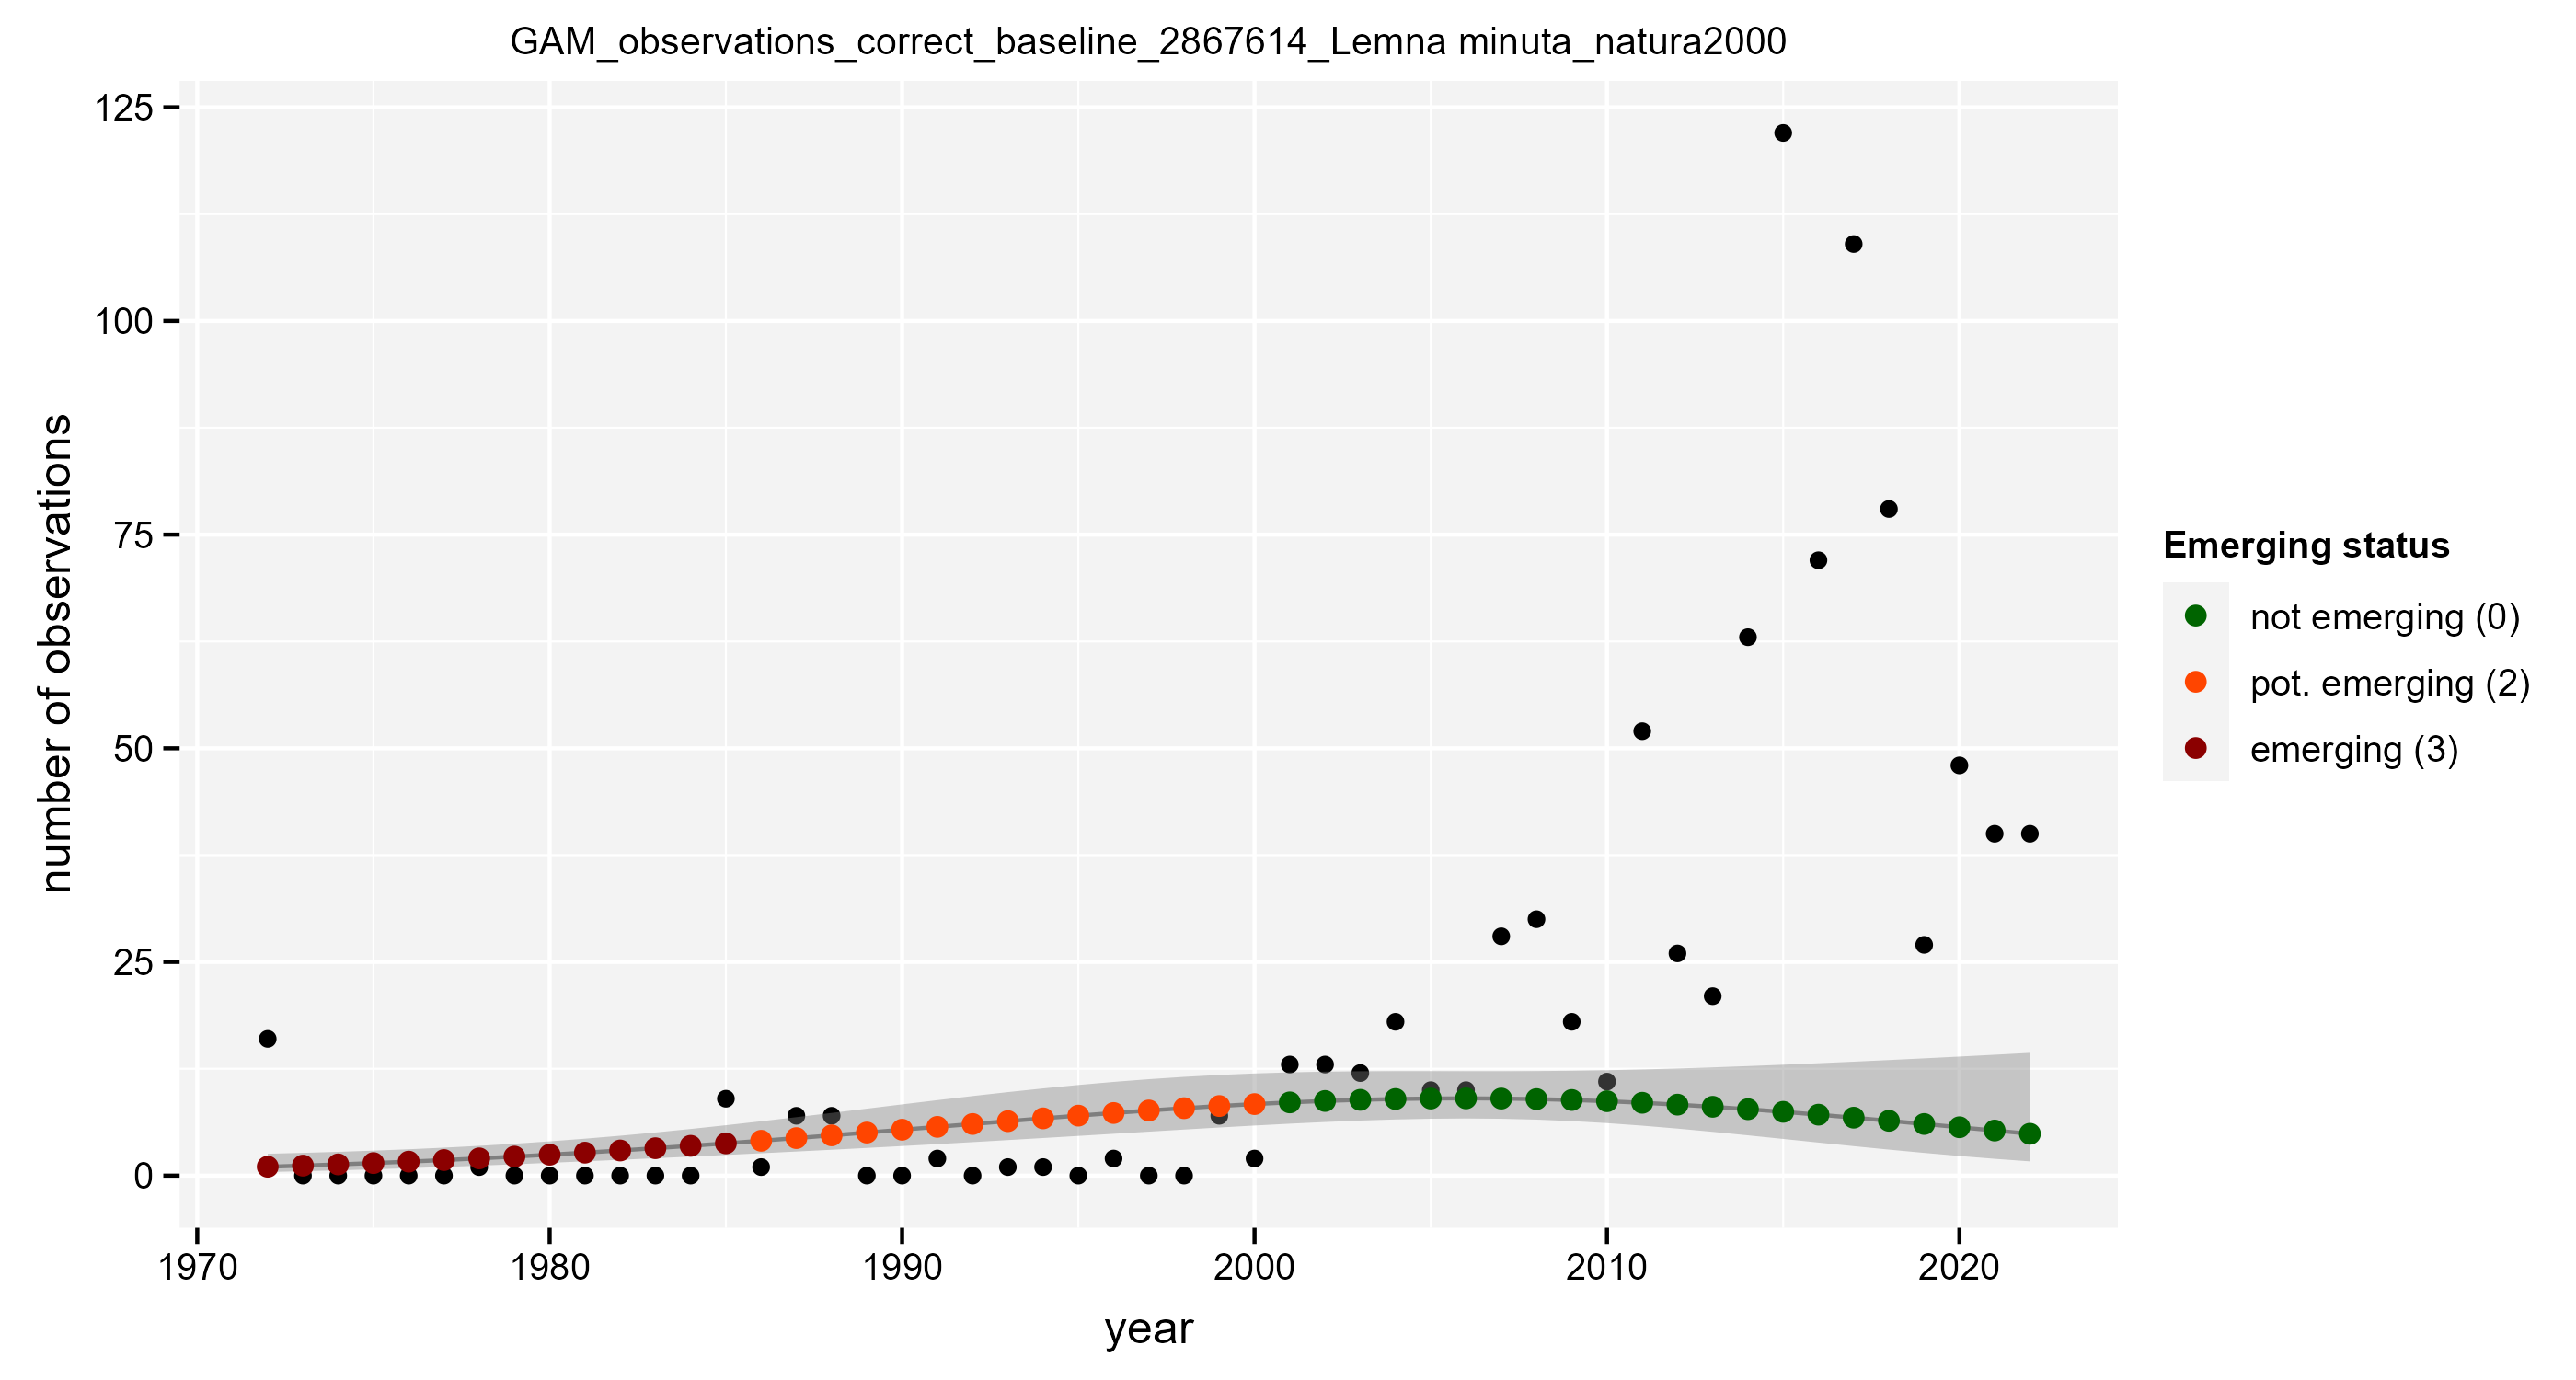 GAM_observations_correct_baseline_2867614_Lemna minuta_natura2000
number of observations
125
100
75
50
25
0
1970 1980 1990 2000 2010 2020
year
Emerging status
not emerging (0)
pot. emerging (2)
emerging (3)